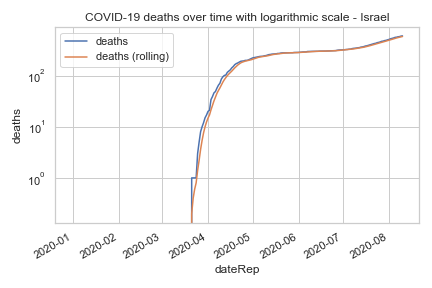 COVID-19 deaths over time with logarithmic scale - Israel
deaths
deaths (rolling)
10²
10¹
10⁰
deaths
2020-01
2020-02
2020-03
2020-04
2020-05
2020-06
2020-07
2020-08
dateRep